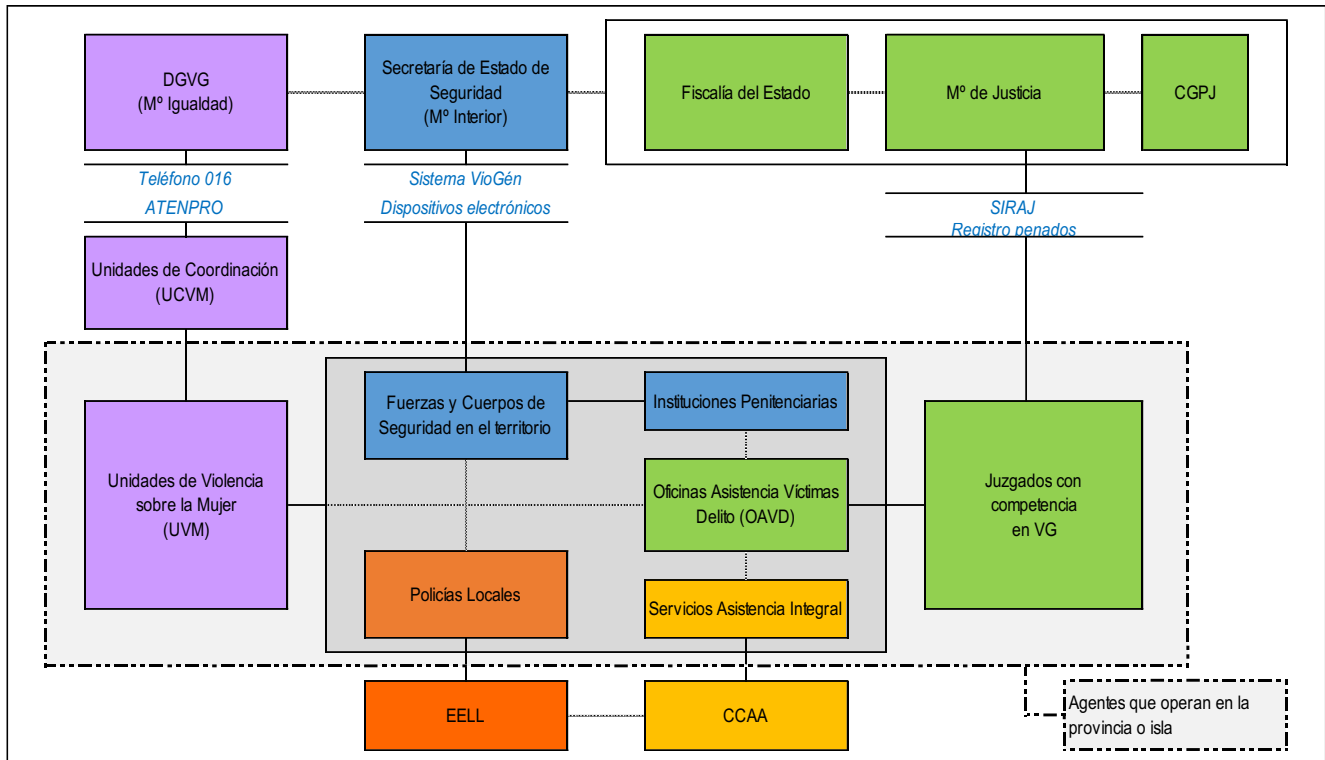 DGVG
(Mº Igualdad)
Secretaría de Estado de
Seguridad
(Mº Interior)
Fiscalía del Estado
Mº de Justicia
CGPJ
Teléfono 016
ATENPRO
Sistema VioGén
Dispositivos electrónicos
SIRAJ
Registro penados
Unidades de Coordinación
(UCVM)
Unidades de Violencia
sobre la Mujer
(UVM)
Fuerzas y Cuerpos de
Seguridad en el territorio
Instituciones Penitenciarias
Oficinas Asistencia Víctimas
Delito (OAVD)
Policías Locales
Servicios Asistencia Integral
Juzgados con
competencia
en VG
EELL
CCAA
Agentes que operan en la
provincia o isla